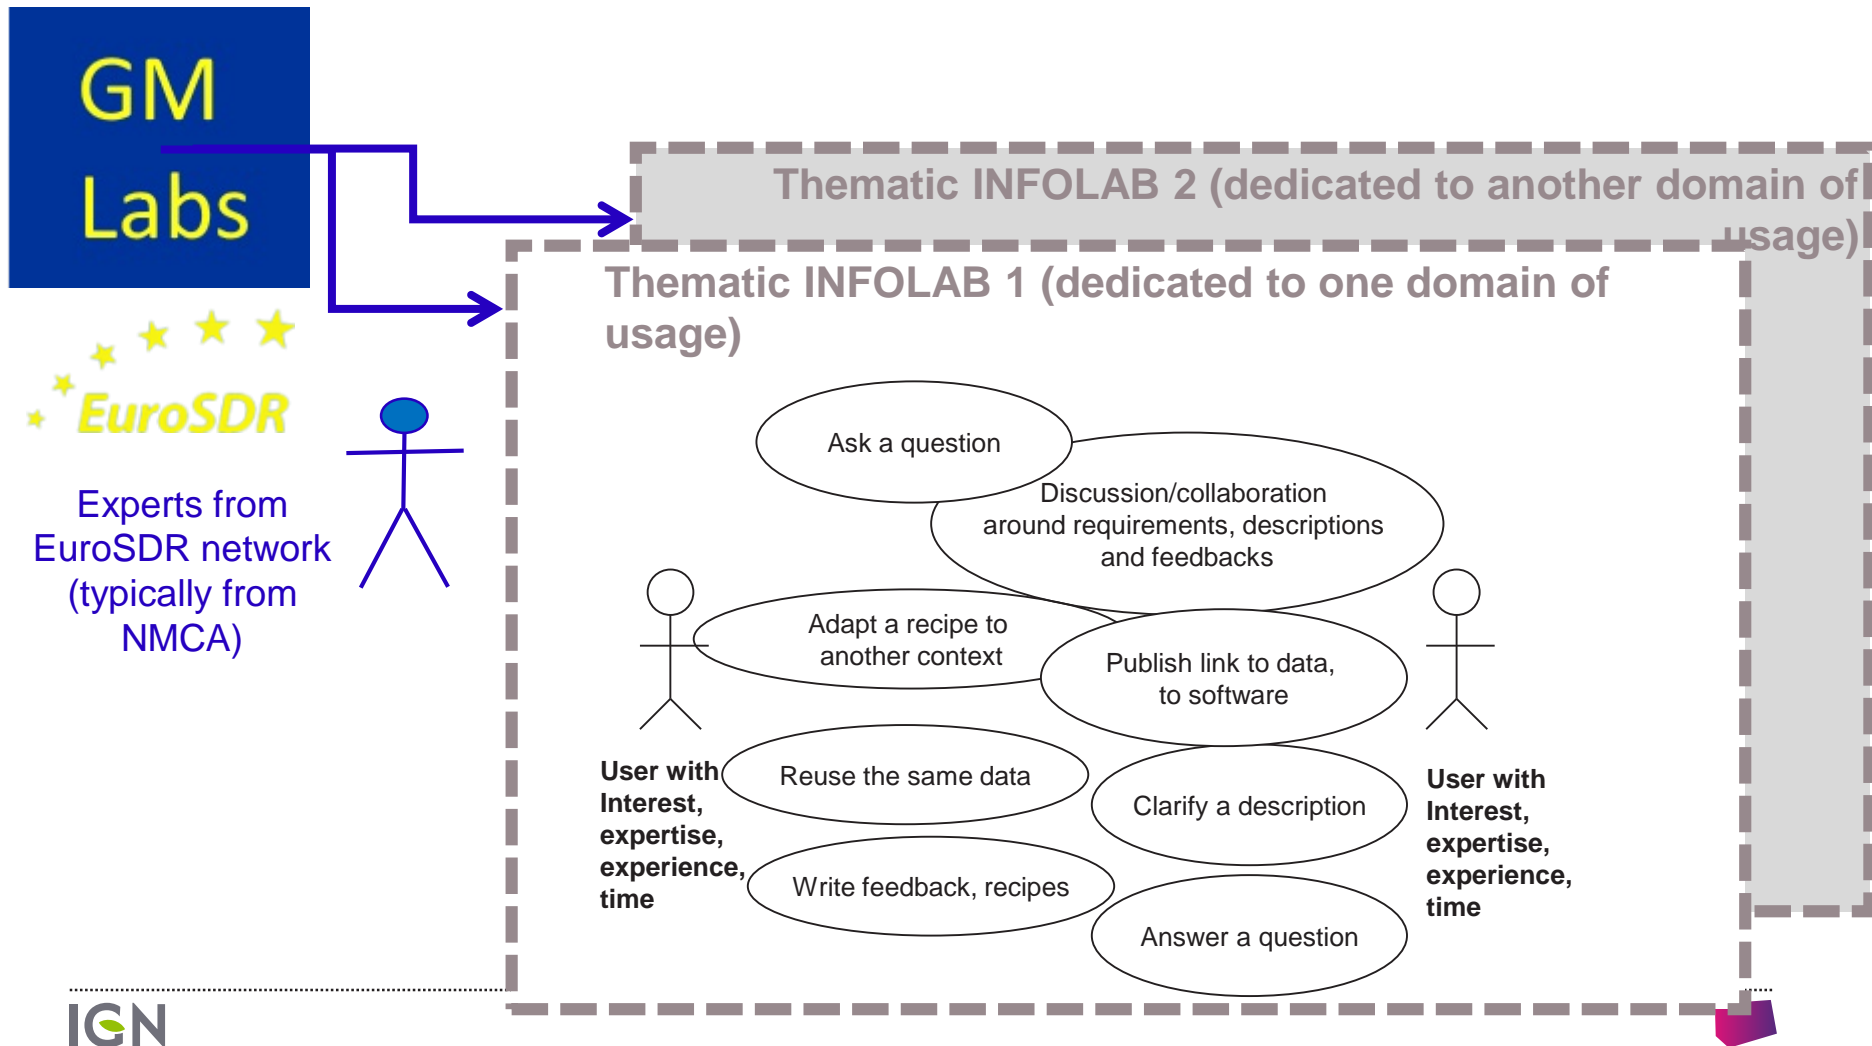 GM
Labs
EuroSDR
Experts from
EuroSDR network
(typically from
NMCA)
Thematic INFOLAB 2 (dedicated to another domain of
usage)
Thematic INFOLAB 1 (dedicated to one domain of
usage)
Ask a question
Discussion/collaboration
around requirements, descriptions
and feedbacks
Adapt a recipe to
another context
Publish link to data,
to software
Reuse the same data
Clarify a description
Write feedback, recipes
Answer a question
User with
Interest,
expertise,
experience,
time
User with
Interest,
expertise,
experience,
time
IGN